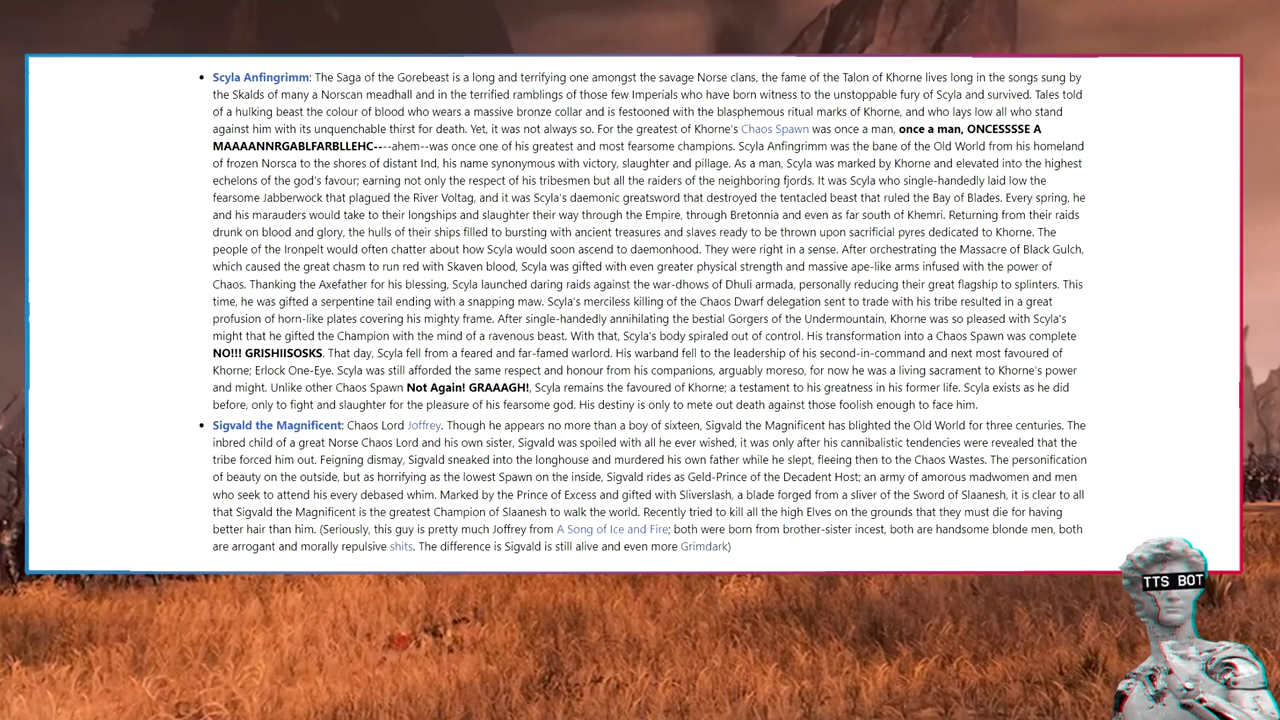 Scyla Anfingrimm: The Saga of the Gorebeast is a long and terrifying one amongst the savage Norse clans, the fame of the Talon of Khorne lives long in the songs sung by
the Skalds of many a Norscan meadhall and in the terrified ramblings of those few Imperials who have born witness to the unstoppable fury of Scyla and survived. Tales told
of a hulking beast the colour of blood who wears a massive bronze collar and is festooned with the blasphemous ritual marks of Khorne, and who lays low all who stand
against him with its unquenchable thirst for death. Yet, it was not always so. For the greatest of Khorne's Chaos Spawn was once a man, once a man, ONCESSSSE A
MAAAANNRGABLFARBLLEHC----ahem--was once one of his greatest and most fearsome champions. Scyla Anfingrimm was the bane of the Old World from his homeland
of frozen Norsca to the shores of distant Ind, his name synonymous with victory, slaughter and pillage. As a man, Scyla was marked by Khorne and elevated into the highest
echelons of the god's favour; earning not only the respect of his tribesmen but all the raiders of the neighboring fjords. It was Scyla who single-handedly laid low the
fearsome Jabberwock that plagued the River Voltag, and it was Scyla's daemonic greatsword that destroyed the tentacled beast that ruled the Bay of Blades. Every spring, he
and his marauders would take to their longships and slaughter their way through the Empire, through Bretonnia and even as far south of Khemri. Returning from their raids
drunk on blood and glory, the hulls of their ships filled to bursting with ancient treasures and slaves ready to be thrown upon sacrificial pyres dedicated to Khorne. The
people of the Ironpelt would often chatter about how Scyla would soon ascend to daemonhood. They were right in a sense. After orchestrating the Massacre of Black Gulch,
which caused the great chasm to run red with Skaven blood, Scyla was gifted with even greater physical strength and massive ape-like arms infused with the power of
Chaos. Thanking the Axefather for his blessing, Scyla launched daring raids against the war-dhows of Dhuli armada, personally reducing their great flagship to splinters. This
time, he was gifted a serpentine tail ending with a snapping maw. Scyla's merciless killing of the Chaos Dwarf delegation sent to trade with his tribe resulted in a great
profusion of horn-like plates covering his mighty frame. After single-handedly annihilating the bestial Gorgers of the Undermountain, Khorne was so pleased with Scyla's
might that he gifted the Champion with the mind of a ravenous beast. With that, Scyla's body spiraled out of control. His transformation into a Chaos Spawn was complete
NO!!! GRISHIISOSKS. That day, Scyla fell from a feared and far-famed warlord. His warband fell to the leadership of his second-in-command and next most favoured of
Khorne; Erlock One-Eye. Scyla was still afforded the same respect and honour from his companions, arguably moreso, for now he was a living sacrament to Khorne's power
and might. Unlike other Chaos Spawn Not Again! GRAAAGH!, Scyla remains the favoured of Khorne; a testament to his greatness in his former life. Scyla exists as he did
before, only to fight and slaughter for the pleasure of his fearsome god. His destiny is only to mete out death against those foolish enough to face him.
Sigvald the Magnificent: Chaos Lord Joffrey. Though he appears no more than a boy of sixteen, Sigvald the Magnificent has blighted the Old World for three centuries. The
inbred child of a great Norse Chaos Lord and his own sister, Sigvald was spoiled with all he ever wished, it was only after his cannibalistic tendencies were revealed that the
tribe forced him out. Feigning dismay, Sigvald sneaked into the longhouse and murdered his own father while he slept, fleeing then to the Chaos Wastes. The personification
of beauty on the outside, but as horrifying as the lowest Spawn on the inside, Sigvald rides as Geld-Prince of the Decadent Host; an army of amorous madwomen and men
who seek to attend his every debased whim. Marked by the Prince of Excess and gifted with Sliverslash, a blade forged from a sliver of the Sword of Slaanesh, it is clear to all
that Sigvald the Magnificent is the greatest Champion of Slaanesh to walk the world. Recently tried to kill all the high Elves on the grounds that they must die for having
better hair than him. (Seriously, this guy is pretty much Joffrey from A Song of Ice and Fire; both were born from brother-sister incest, both are handsome blonde men, both
are arrogant and morally repulsive shits. The difference is Sigvald is still alive and even more Grimdark)
TTS BOT